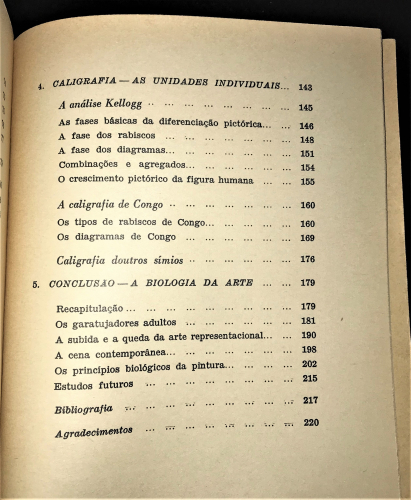 4. CALIGRAFIA — AS UNIDADES INDIVIDUAIS... ... 143
A análise Kellogg ... ... ... ... ... ... ... 145
As fases básicas da diferenciação pictórica... ... 146
A fase dos rabiscos ... ... ... ... ... ... 148
A fase dos diagramas... ... ... ... ... ... 151
Combinações e agregados... ... ... ... ... 154
O crescimento pictórico da figura humana ... ... 155
A caligrafia de Congo ... ... ... ... ... ... 160
Os tipos de rabiscos de Congo... ... ... ... 160
Os diagramas de Congo ... ... ... ... ... 169
Caligrafia doutros símios ... ... ... ... ... 176
5. CONCLUSÃO — A BIOLOGIA DA ARTE ... ... 179
Recapitulação... ... ... ... ... ... ... ... 179
Os garatujadores adultos ... ... ... ... ... 181
A subida e a queda da arte representacional... ... 190
A cena contemporânea... ... ... ... ... ... 198
Os princípios biológicos da pintura... ... ... 202
Estudos futuros ... ... ... ... ... ... ... 215
Bibliografia ... ... ... ... ... ... ... ... 217
Agradecimentos ... ... ... ... ... ... ... 220